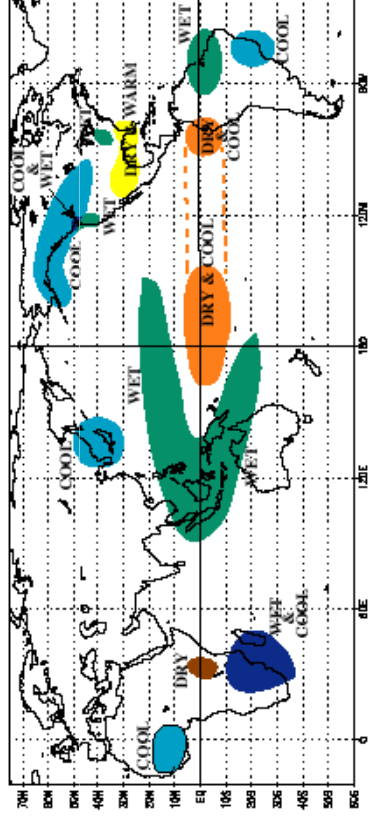 COOL
&
WET
COOL
COOL
WET
WET
DRY & WARM
WET
COOL
WET
DRY
DRY & COOL
DRY
&
COOL
WET
COOL
WET
&
COOL
70N
60N
50N
40N
30N
20N
10N
EQ
10S
20S
30S
40S
50S
60S
0
60E
120E
180
120W
60W